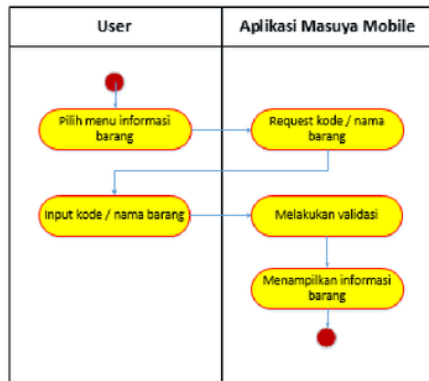 User
Aplikasi Masuya Mobile
Pilih menu informasi
barang
Request kode / nama
barang
Input kode / nama barang
Melakukan validasi
Menampilkan informasi
barang